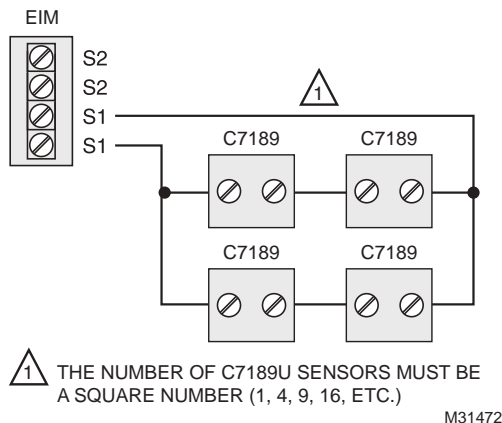 EIM
S2
S2
S1
S1
1
C7189
C7189
C7189
C7189
1 THE NUMBER OF C7189U SENSORS MUST BE
A SQUARE NUMBER (1, 4, 9, 16, ETC.)
M31472